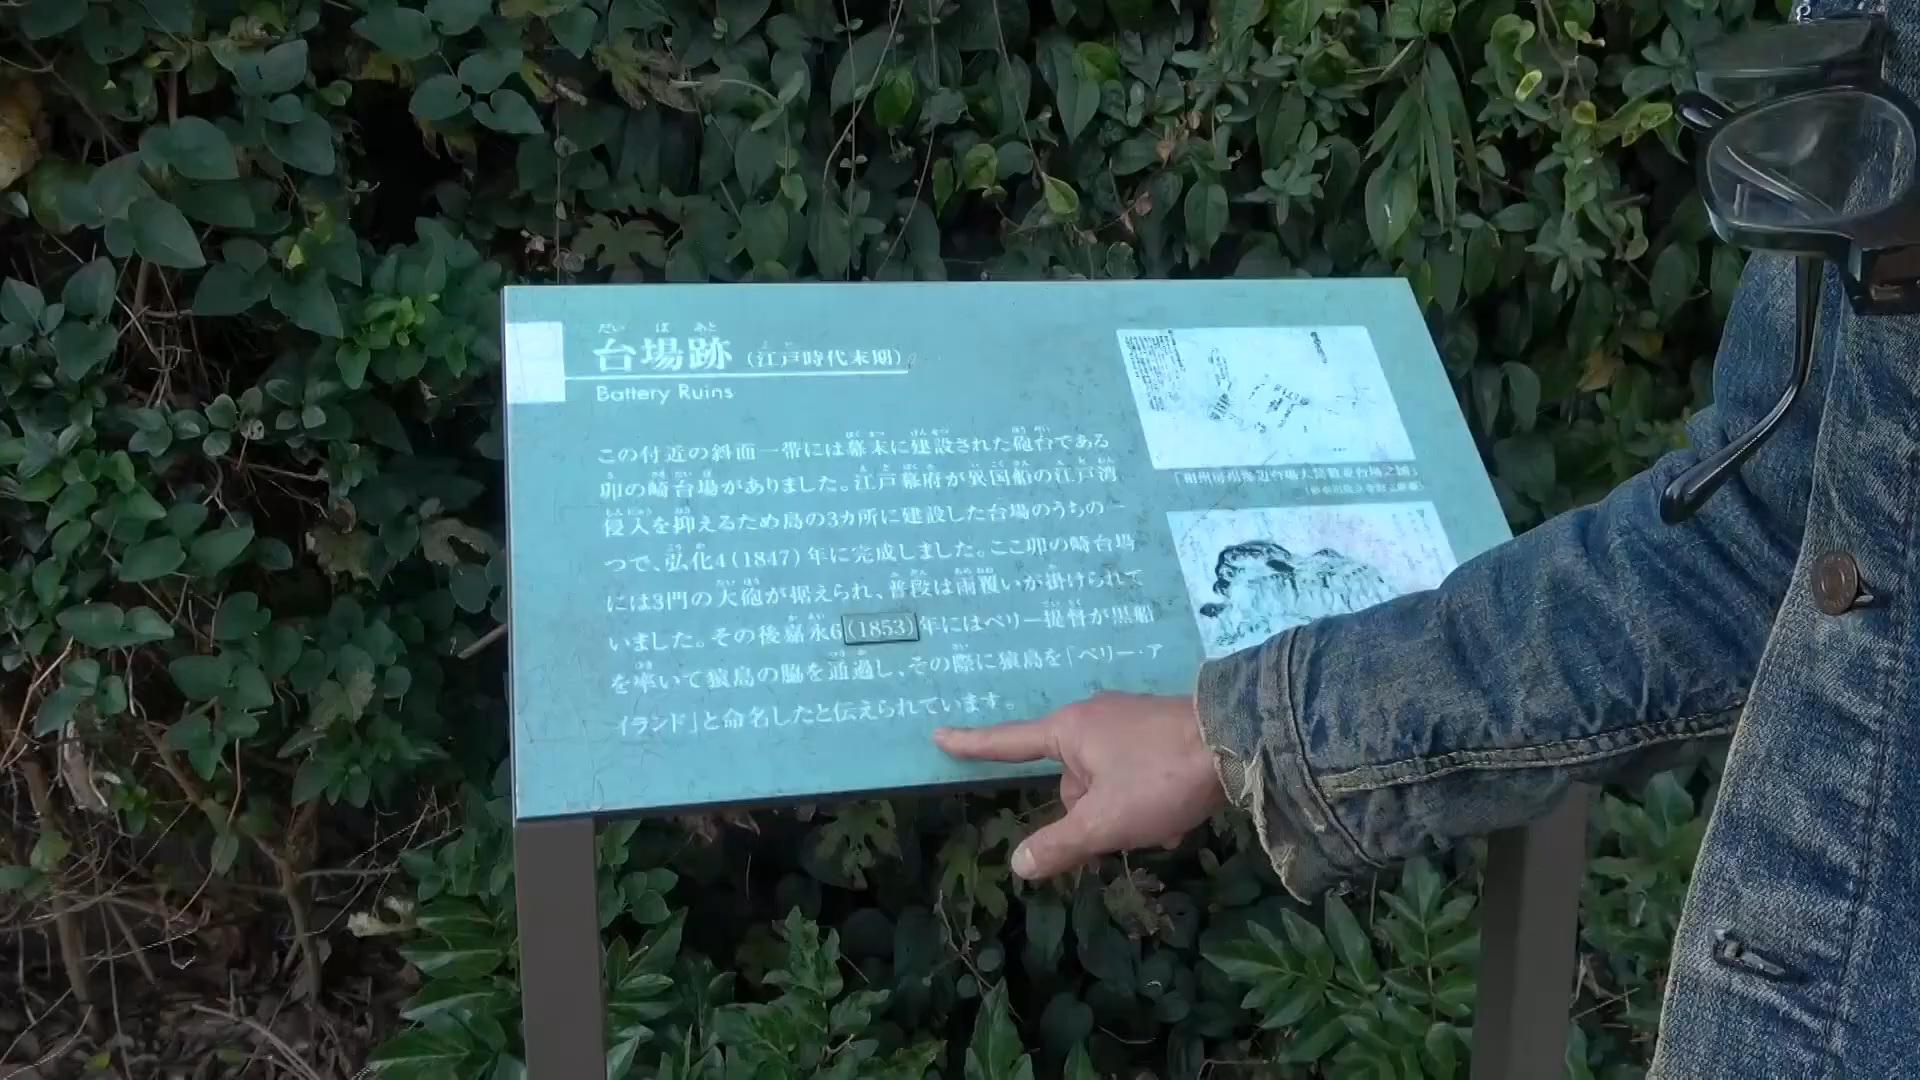 だい ば あと
台場跡(江戸時代末期)
Battery Ruins
この付近の斜面一帯には幕末に建設された砲台である
卯の崎台場がありました。江戸幕府が異国船の江戸湾
侵入を抑えるため島の3カ所に建設した台場のうちの一
つで、弘化4(1847)年に完成しました。ここ卯の崎台場
には3門の大砲が据えられ、普段は雨覆いが掛けられて
いました。その後嘉永6(1853)年にはペリー提督が黒船
を率いて猿島の脇を通過し、その際に猿島を「ペリー・ア
イランド」と命名したと伝えられています。